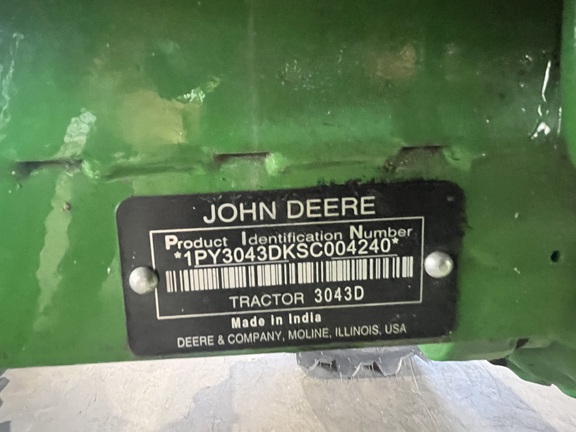 JOHN DEERE
Product Identification Number
*1PY3043DKSC004240*
TRACTOR 3043D
Made in India
DEERE & COMPANY, MOLINE, ILLINOIS, USA